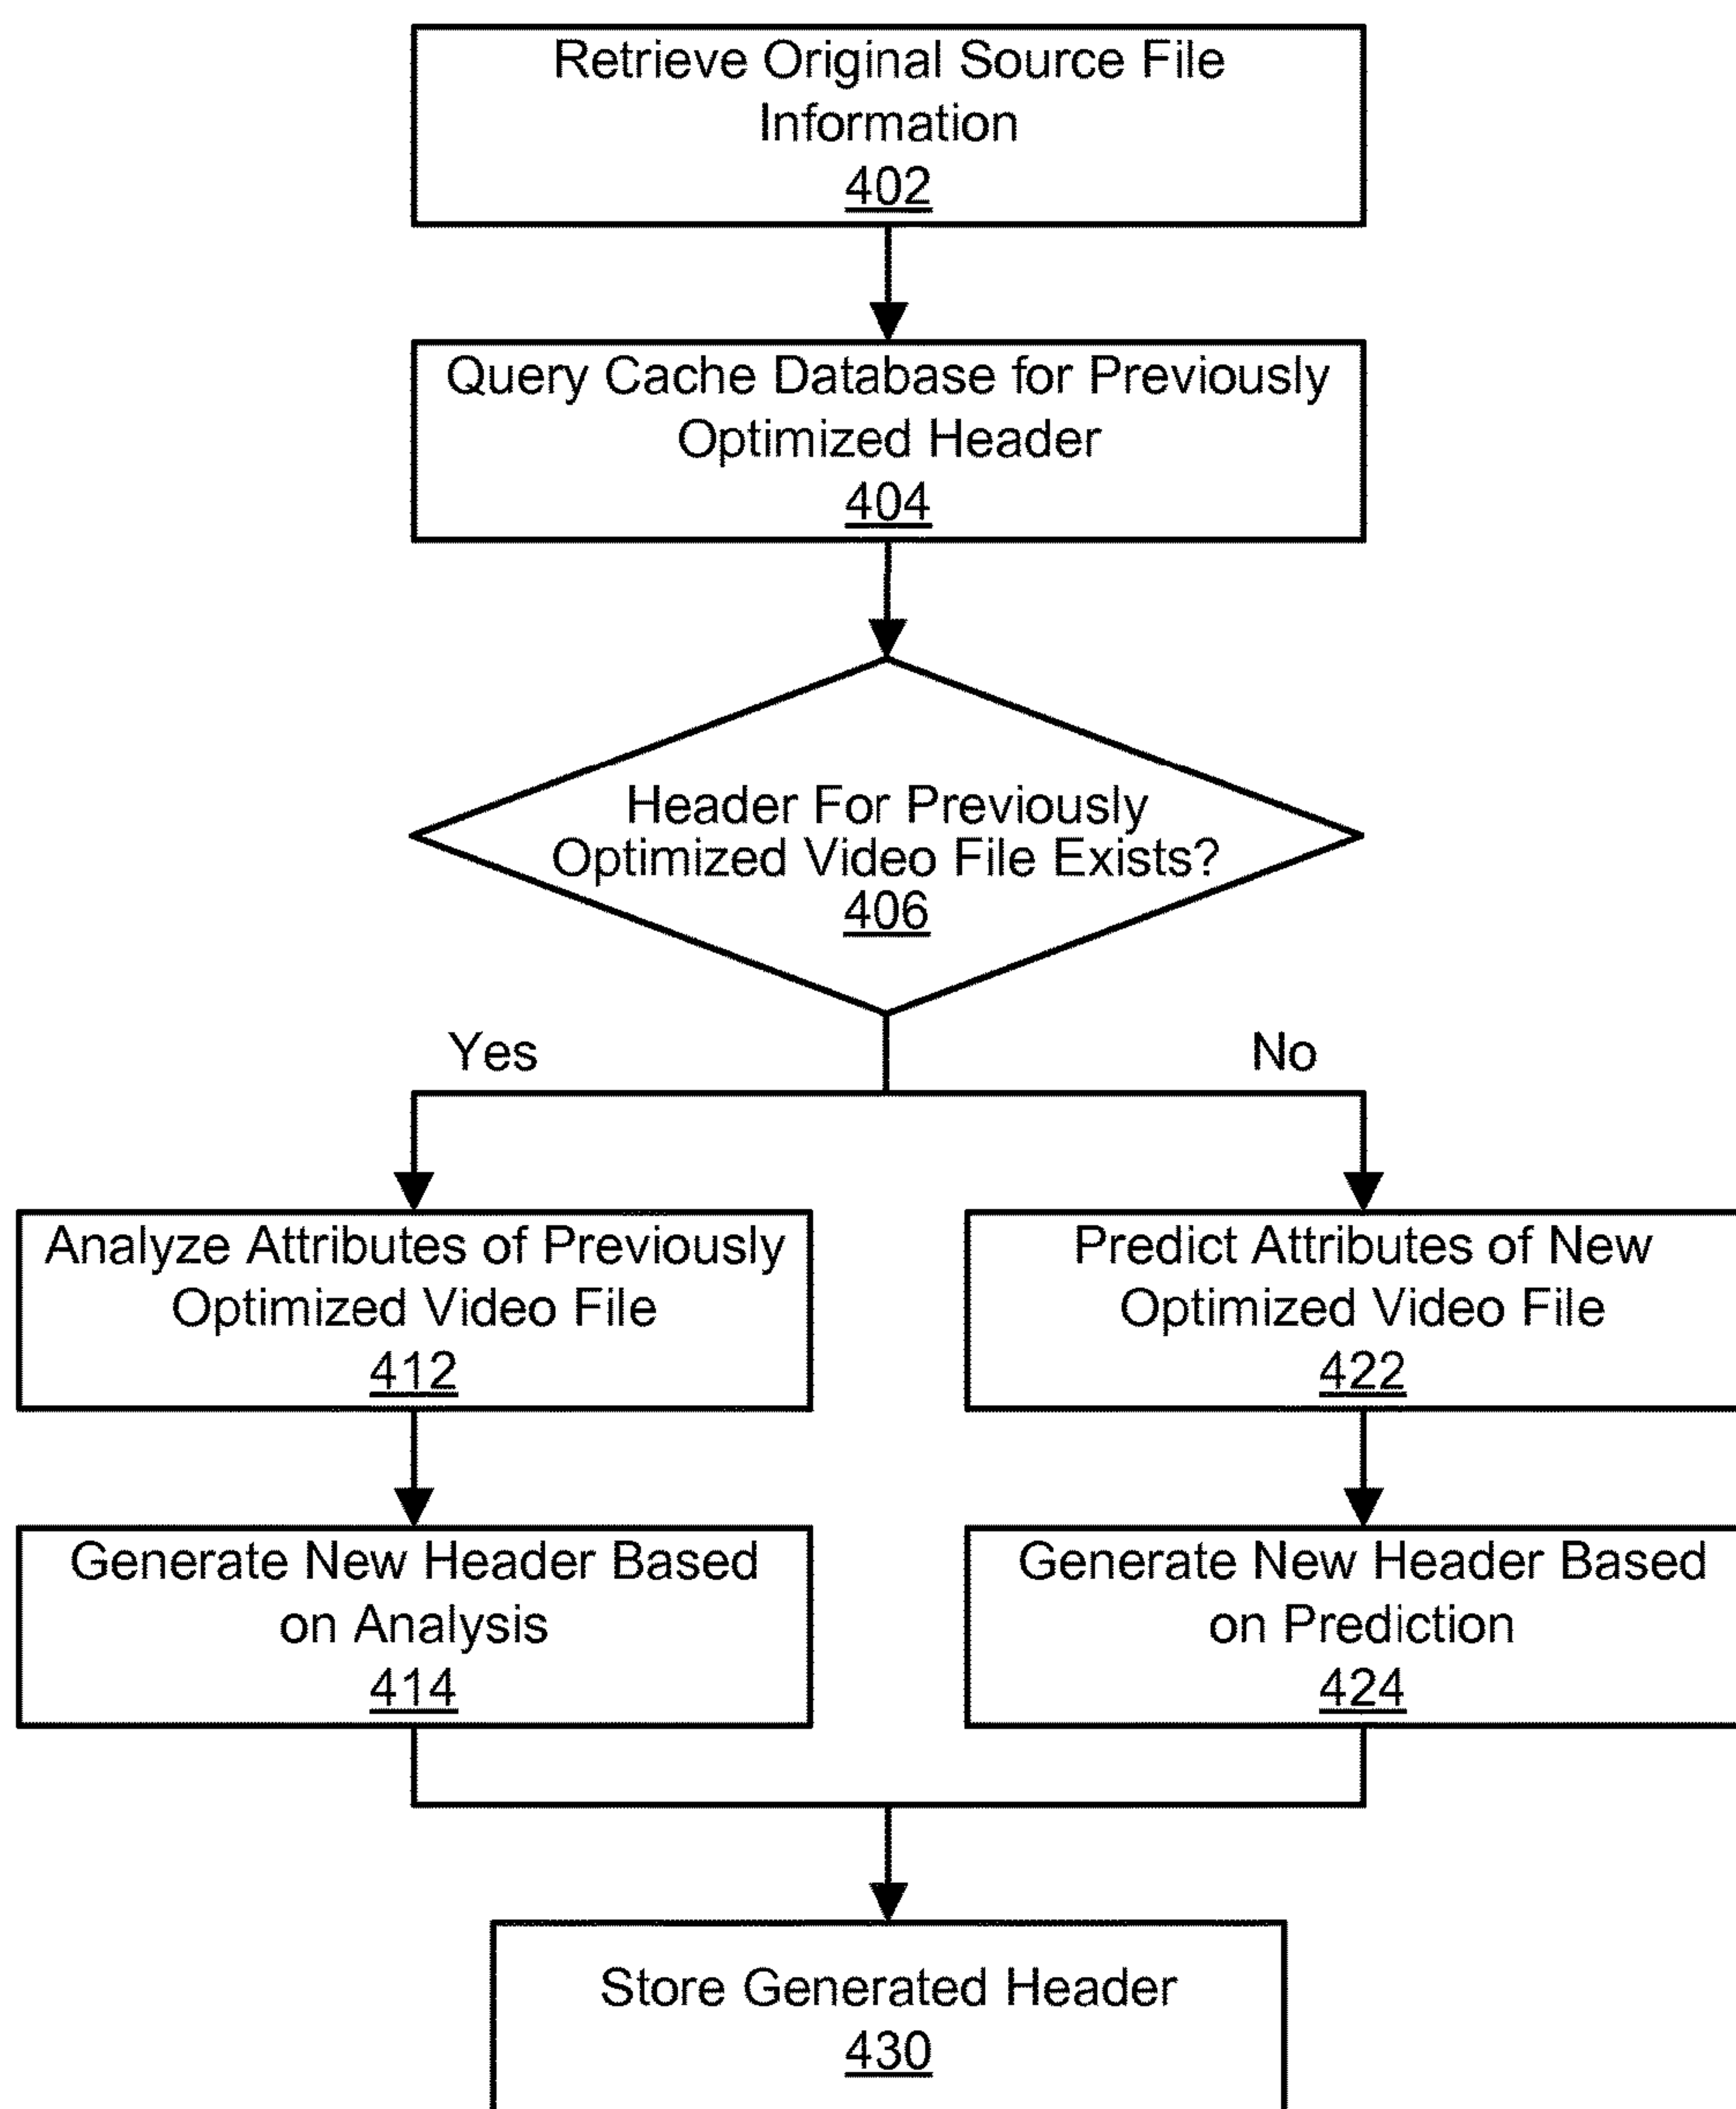 Retrieve Original Source File
Information
402
Query Cache Database for Previously
Optimized Header
404
Header For Previously
Optimized Video File Exists?
406
Yes
No
Analyze Attributes of Previously
Optimized Video File
412
Predict Attributes of New
Optimized Video File
422
Generate New Header Based
on Analysis
414
Generate New Header Based
on Prediction
424
Store Generated Header
430